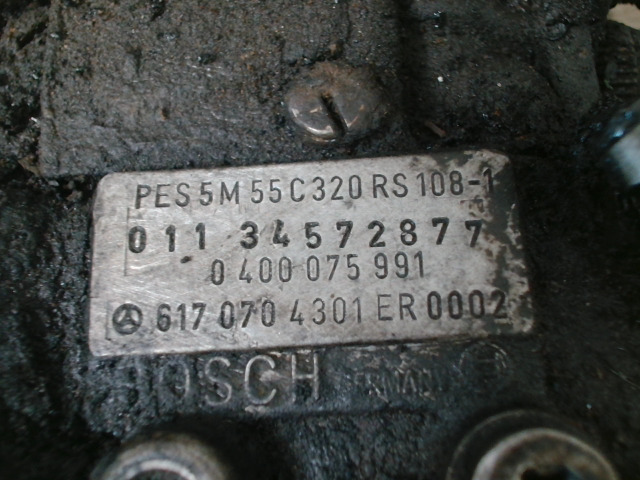 PES5M55C320RS108-1
011 34572877
0 400 075 991
617 070 4301 ER 0002
BOSCH